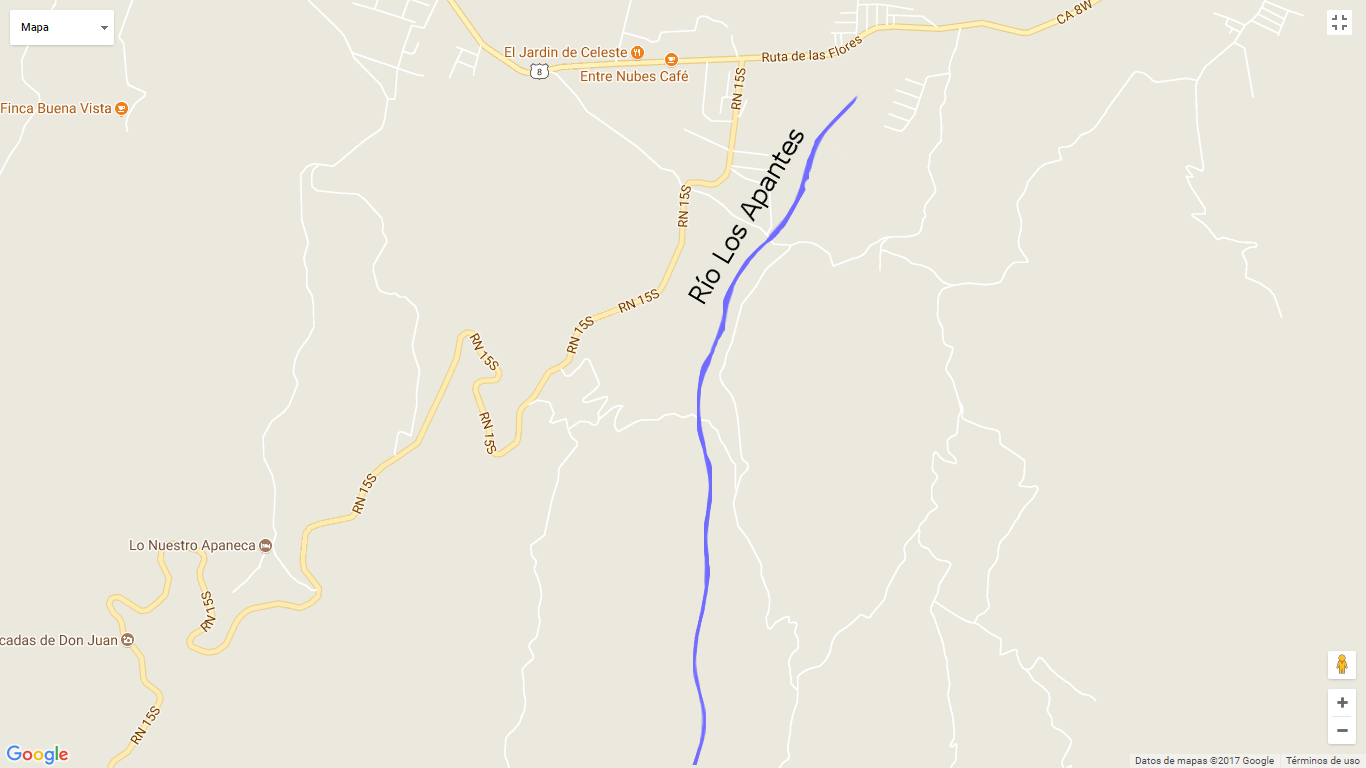 Mapa
CA 8W
El Jardin de Celeste
Ruta de las Flores
8
Entre Nubes Café
RN 15S
Finca Buena Vista
Río Los Apantes
RN 15S
RN 15S
RN 15S
RN 15S
RN 15S
RN 15S
Lo Nuestro Apaneca
RN 15S
cadas de Don Juan
RN 15S
Google
Datos de mapas ©2017 Google
Términos de uso